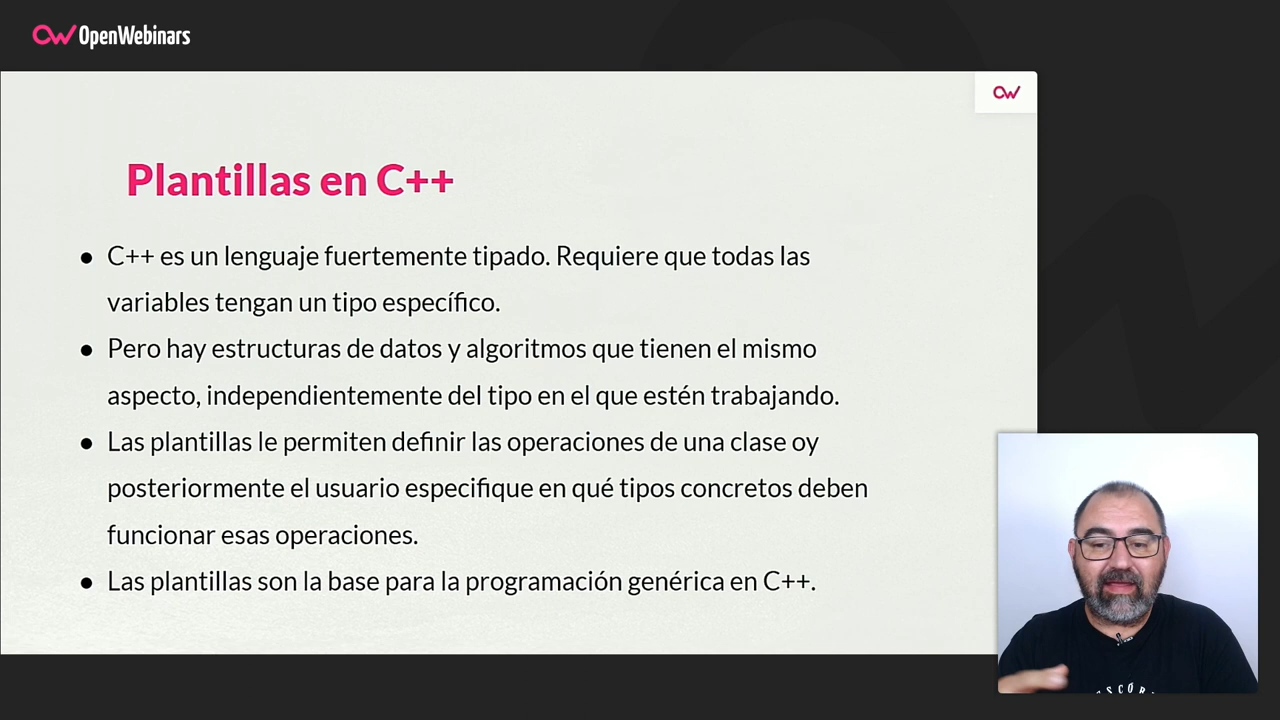 OpenWebinars
Plantillas en C++
● C++ es un lenguaje fuertemente tipado. Requiere que todas las
variables tengan un tipo específico.
● Pero hay estructuras de datos y algoritmos que tienen el mismo
aspecto, independientemente del tipo en el que estén trabajando.
● Las plantillas le permiten definir las operaciones de una clase oy
posteriormente el usuario especifique en qué tipos concretos deben
funcionar esas operaciones.
● Las plantillas son la base para la programación genérica en C++.